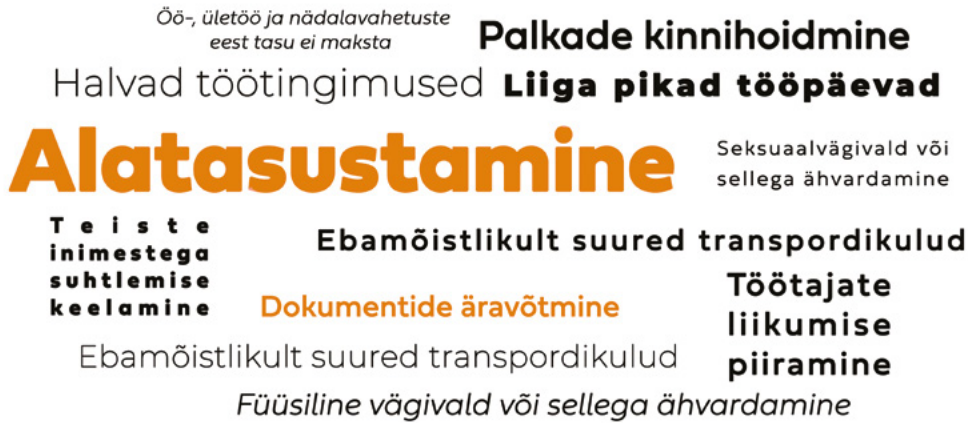 Öö-, ületöö ja nädalavahetuste
eest tasu ei maksta
Palkade kinnihoidmine
Halvad töötingimused
Liiga pikad tööpäevad
Alatasustamine
Seksuaalvägivald või
sellega ähvardamine
Teiste
inimestega
suhtlemise
keelamine
Ebamõistlikult suured transpordikulud
Dokumentide äravõtmine
Töötajate
liikumise
piiramine
Ebamõistlikult suured transpordikulud
Füüsiline vägivald või sellega ähvardamine